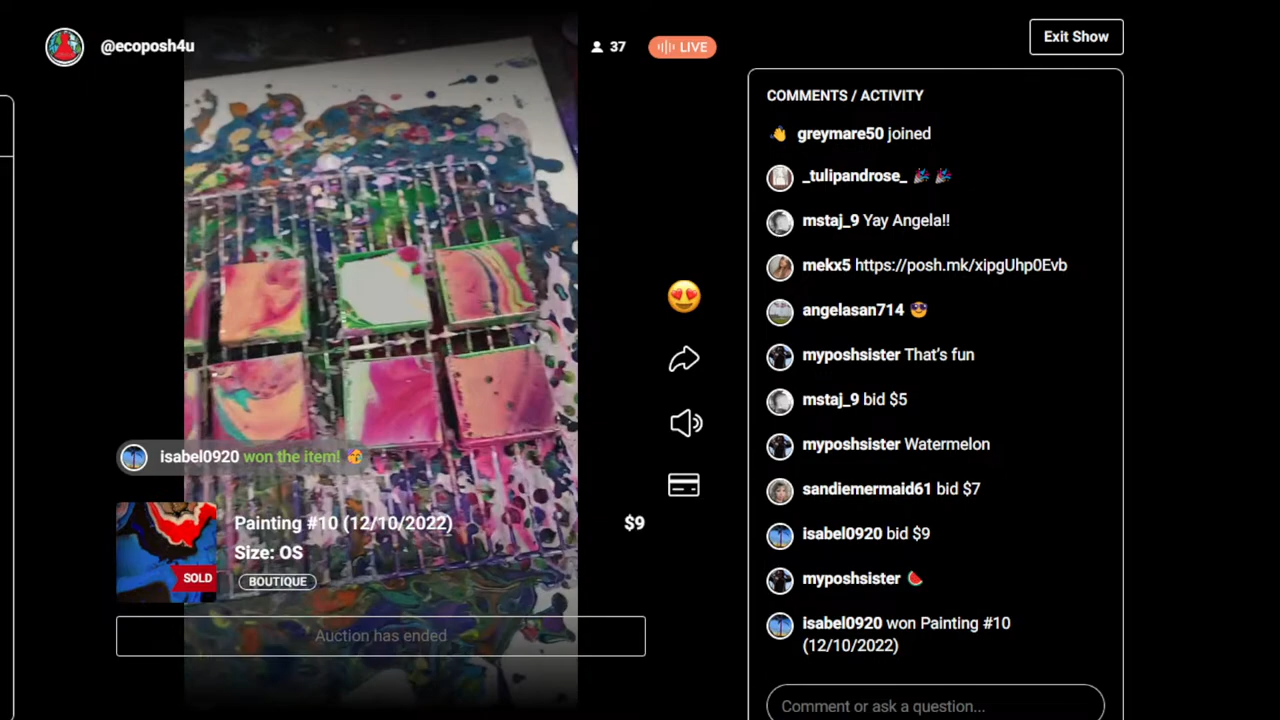 @ecoposh4u
37
LIVE
Exit Show
COMMENTS / ACTIVITY
greymare50 joined
_tulipandrose_
mstaj_9 Yay Angela!!
mekx5 https://posh.mk/xipgUhp0Evb
angelasan714
myposhsister That's fun
mstaj_9 bid $5
myposhsister Watermelon
sandiemermaid61 bid $7
isabel0920 bid $9
myposhsister
isabel0920 won Painting #10
(12/10/2022)
Comment or ask a question...
isabel0920 won the item!
Painting #10 (12/10/2022)
$9
Size: OS
SOLD
BOUTIQUE
Auction has ended